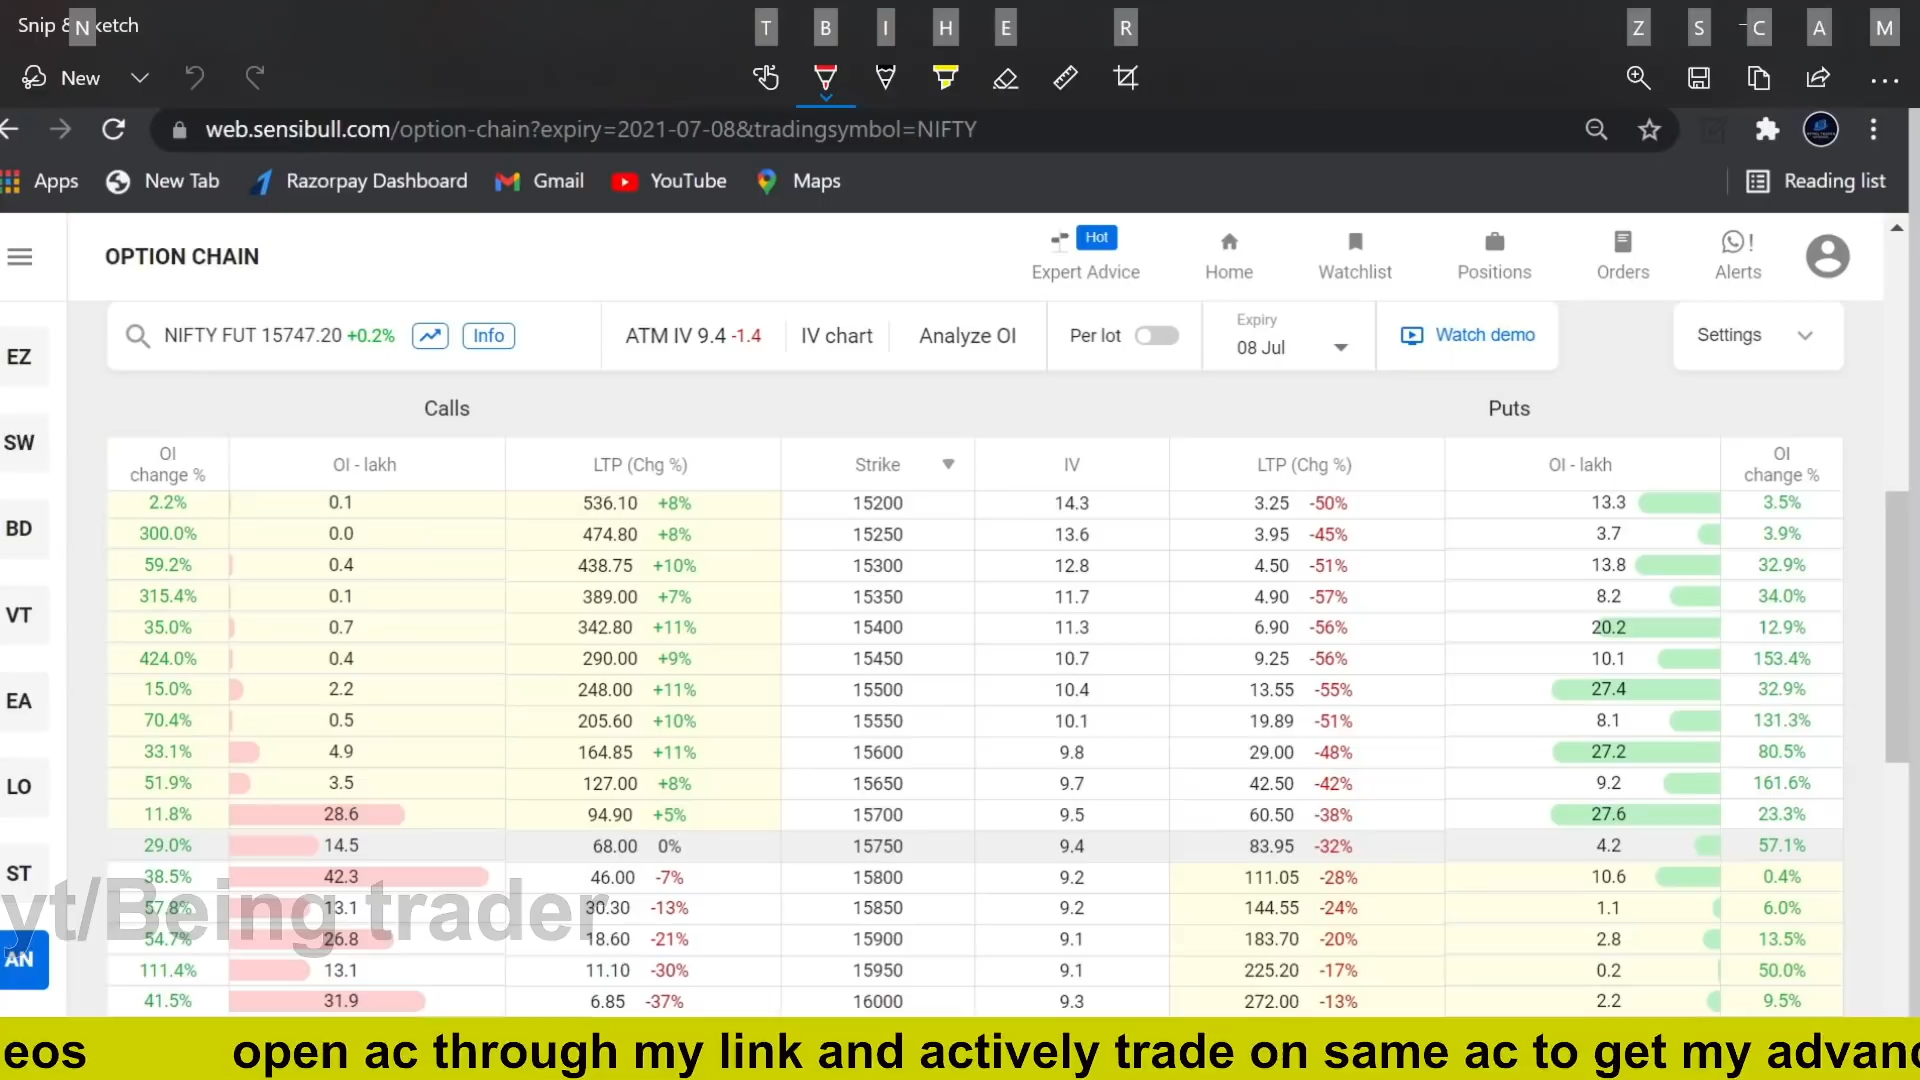 Snip & Sketch
N T B I H E R Z S C A M
New
web.sensibull.com/option-chain?expiry=2021-07-08&tradingsymbol=NIFTY
Apps New Tab Razorpay Dashboard Gmail YouTube Maps Reading list
OPTION CHAIN Hot Expert Advice Home Watchlist Positions Orders Alerts
NIFTY FUT 15747.20 +0.2% Info ATM IV 9.4 -1.4 IV chart Analyze OI Per lot Expiry 08 Jul Watch demo Settings
EZ
SW
BD
VT
EA
LO
ST
AN
Calls Puts
OI change % OI - lakh LTP (Chg %) Strike IV LTP (Chg %) OI - lakh OI change %
2.2% 0.1 536.10 +8% 15200 14.3 3.25 -50% 13.3 3.5%
300.0% 0.0 474.80 +8% 15250 13.6 3.95 -45% 3.7 3.9%
59.2% 0.4 438.75 +10% 15300 12.8 4.50 -51% 13.8 32.9%
315.4% 0.1 389.00 +7% 15350 11.7 4.90 -57% 8.2 34.0%
35.0% 0.7 342.80 +11% 15400 11.3 6.90 -56% 20.2 12.9%
424.0% 0.4 290.00 +9% 15450 10.7 9.25 -56% 10.1 153.4%
15.0% 2.2 248.00 +11% 15500 10.4 13.55 -55% 27.4 32.9%
70.4% 0.5 205.60 +10% 15550 10.1 19.89 -51% 8.1 131.3%
33.1% 4.9 164.85 +11% 15600 9.8 29.00 -48% 27.2 80.5%
51.9% 3.5 127.00 +8% 15650 9.7 42.50 -42% 9.2 161.6%
11.8% 28.6 94.90 +5% 15700 9.5 60.50 -38% 27.6 23.3%
29.0% 14.5 68.00 0% 15750 9.4 83.95 -32% 4.2 57.1%
38.5% 42.3 46.00 -7% 15800 9.2 111.05 -28% 10.6 0.4%
57.8% 13.1 30.30 -13% 15850 9.2 144.55 -24% 1.1 6.0%
54.7% 26.8 18.60 -21% 15900 9.1 183.70 -20% 2.8 13.5%
111.4% 13.1 11.10 -30% 15950 9.1 225.20 -17% 0.2 50.0%
41.5% 31.9 6.85 -37% 16000 9.3 272.00 -13% 2.2 9.5%
yt/Being trader
eos open ac through my link and actively trade on same ac to get my advanc